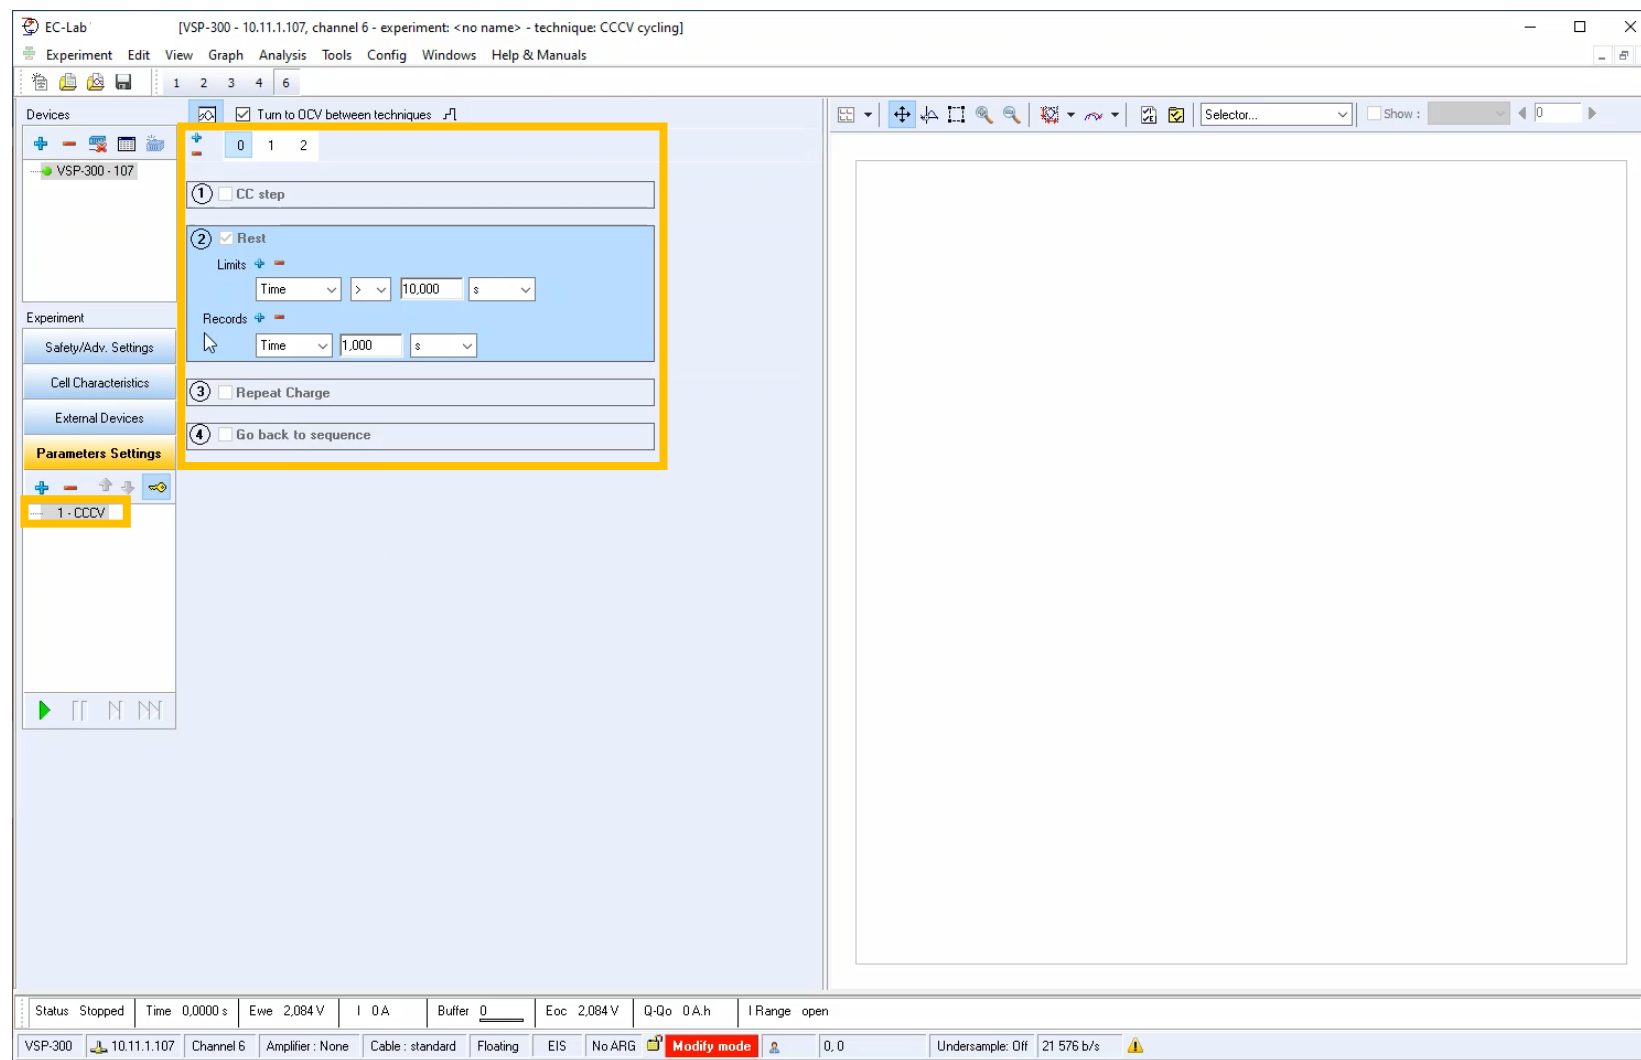 EC-Lab [VSP-300 - 10.11.1.107, channel 6 - experiment: <no name> - technique: CCCV cycling]
Experiment Edit View Graph Analysis Tools Config Windows Help & Manuals
1 2 3 4 6
Devices
Turn to OCV between techniques
Selector...
Show :
0
0 1 2
VSP-300 - 107
1 CC step
2 Rest
Limits
Time > 10,000 s
Records
Time 1,000 s
3 Repeat Charge
4 Go back to sequence
Experiment
Safety/Adv. Settings
Cell Characteristics
External Devices
Parameters Settings
1 - CCCV
Status Stopped Time 0,0000 s Ewe 2,084 V I 0 A Buffer 0 Eoc 2,084 V Q-Qo 0 A.h I Range open
VSP-300 10.11.1.107 Channel 6 Amplifier : None Cable : standard Floating EIS No ARG Modify mode 0, 0 Undersample: Off 21 576 b/s